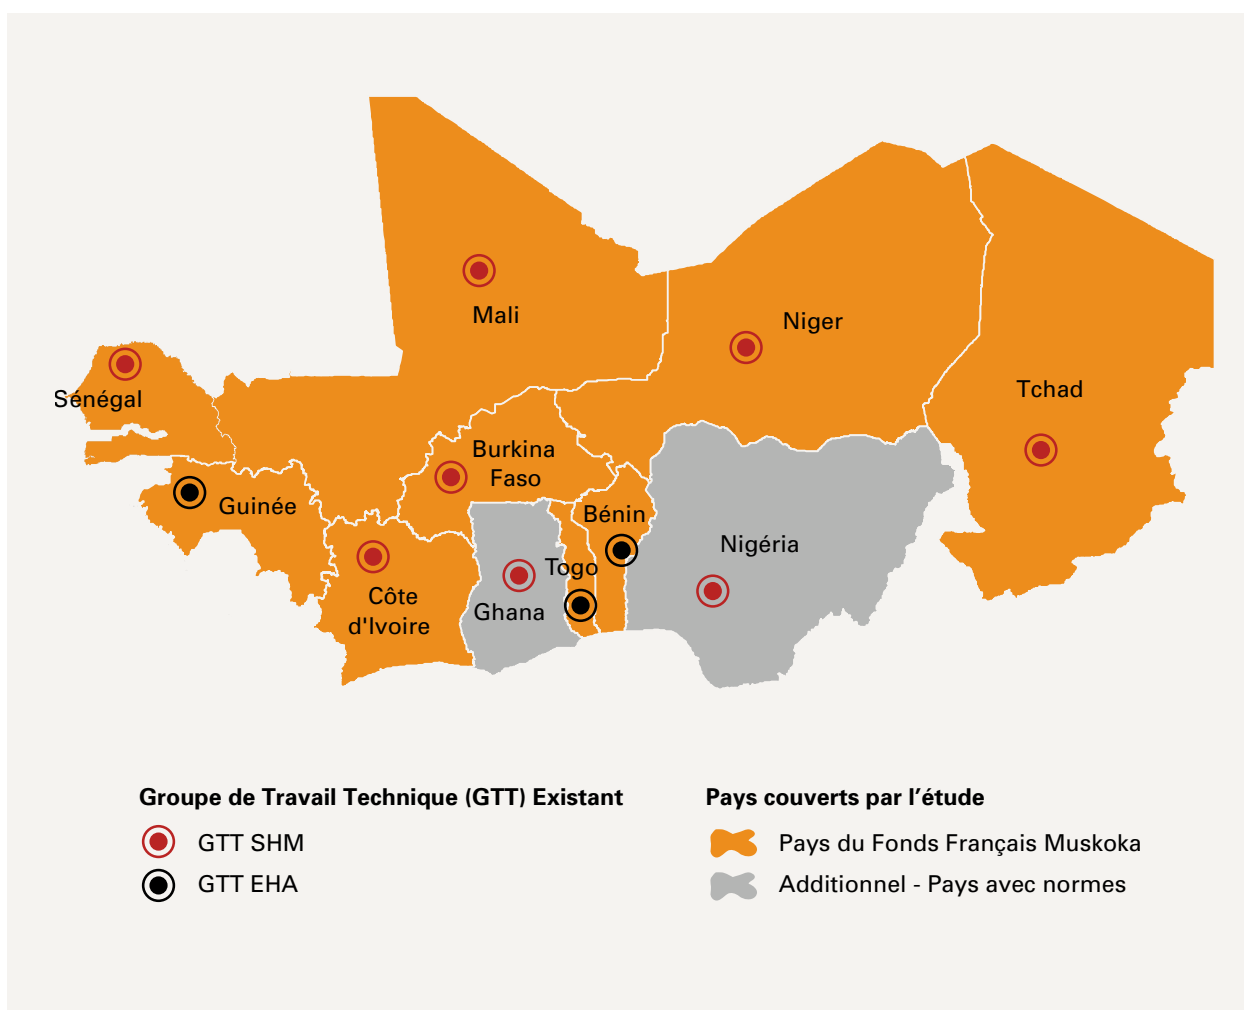 Mali
Niger
Tchad
Sénégal
Burkina
Faso
Guinée
Bénin
Nigéria
Togo
Côte
d'Ivoire
Ghana
Groupe de Travail Technique (GTT) Existant
GTT SHM
GTT EHA
Pays couverts par l’étude
Pays du Fonds Français Muskoka
Additionnel - Pays avec normes